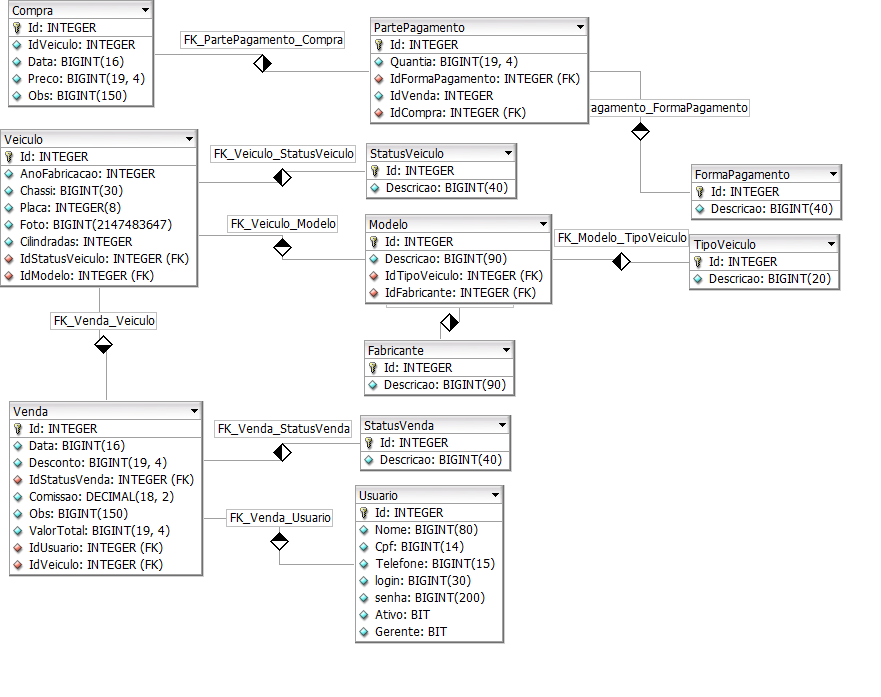 Compra
Id: INTEGER
IdVeiculo: INTEGER
Data: BIGINT(16)
Preco: BIGINT(19, 4)
Obs: BIGINT(150)
FK_PartePagamento_Compra
PartePagamento
Id: INTEGER
Quantia: BIGINT(19, 4)
IdFormaPagamento: INTEGER (FK)
IdVenda: INTEGER
IdCompra: INTEGER (FK)
agamento_FormaPagamento
FormaPagamento
Id: INTEGER
Descricao: BIGINT(40)
Veiculo
Id: INTEGER
AnoFabricacao: INTEGER
Chassi: BIGINT(30)
Placa: INTEGER(8)
Foto: BIGINT(2147483647)
Cilindradas: INTEGER
IdStatusVeiculo: INTEGER (FK)
IdModelo: INTEGER (FK)
FK_Veiculo_StatusVeiculo
StatusVeiculo
Id: INTEGER
Descricao: BIGINT(40)
FK_Veiculo_Modelo
Modelo
Id: INTEGER
Descricao: BIGINT(90)
IdTipoVeiculo: INTEGER (FK)
IdFabricante: INTEGER (FK)
FK_Modelo_TipoVeiculo
TipoVeiculo
Id: INTEGER
Descricao: BIGINT(20)
FK_Venda_Veiculo
Fabricante
Id: INTEGER
Descricao: BIGINT(90)
Venda
Id: INTEGER
Data: BIGINT(16)
Desconto: BIGINT(19, 4)
IdStatusVenda: INTEGER (FK)
Comissao: DECIMAL(18, 2)
Obs: BIGINT(150)
ValorTotal: BIGINT(19, 4)
IdUsuario: INTEGER (FK)
IdVeiculo: INTEGER (FK)
FK_Venda_StatusVenda
StatusVenda
Id: INTEGER
Descricao: BIGINT(40)
FK_Venda_Usuario
Usuario
Id: INTEGER
Nome: BIGINT(80)
Cpf: BIGINT(14)
Telefone: BIGINT(15)
login: BIGINT(30)
senha: BIGINT(200)
Ativo: BIT
Gerente: BIT